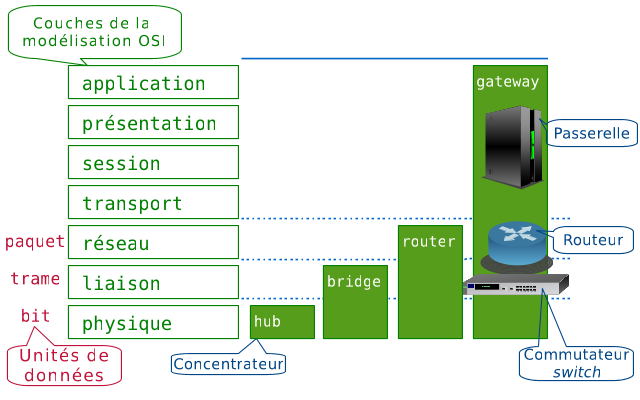 Couches de la
modélisation OSI
application
présentation
session
transport
réseau
liaison
physique
paquet
trame
bit
Unités de
données
hub
Concentrateur
bridge
router
gateway
Passerelle
Routeur
Commutateur
switch